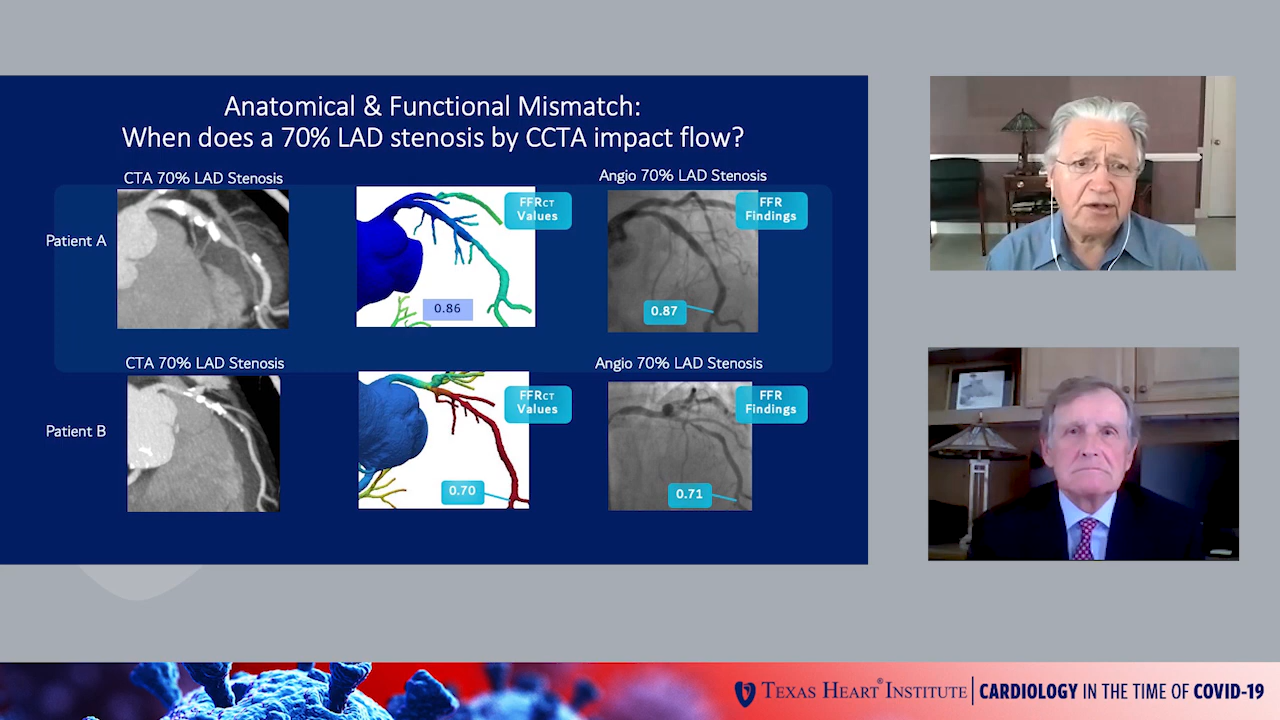 Anatomical & Functional Mismatch:
When does a 70% LAD stenosis by CCTA impact flow?
CTA 70% LAD Stenosis
Angio 70% LAD Stenosis
Patient A
FFRCT
Values
FFR
Findings
0.86
0.87
CTA 70% LAD Stenosis
Angio 70% LAD Stenosis
Patient B
FFRCT
Values
FFR
Findings
0.70
0.71
TEXAS HEART® INSTITUTE
CARDIOLOGY IN THE TIME OF COVID-19